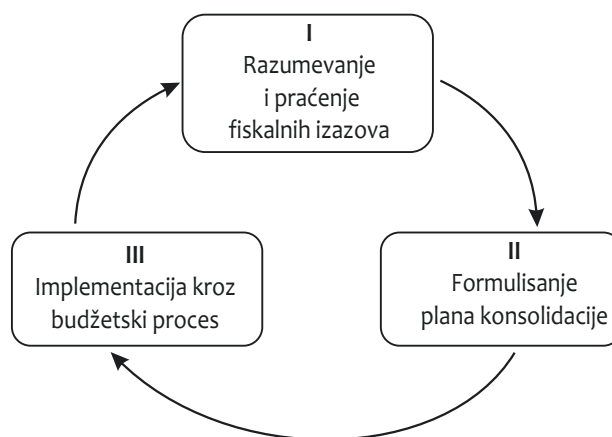 I
Razumevanje
i praćenje
fiskalnih izazova
II
Formulisanje
plana konsolidacije
III
Implementacija kroz
budžetski proces